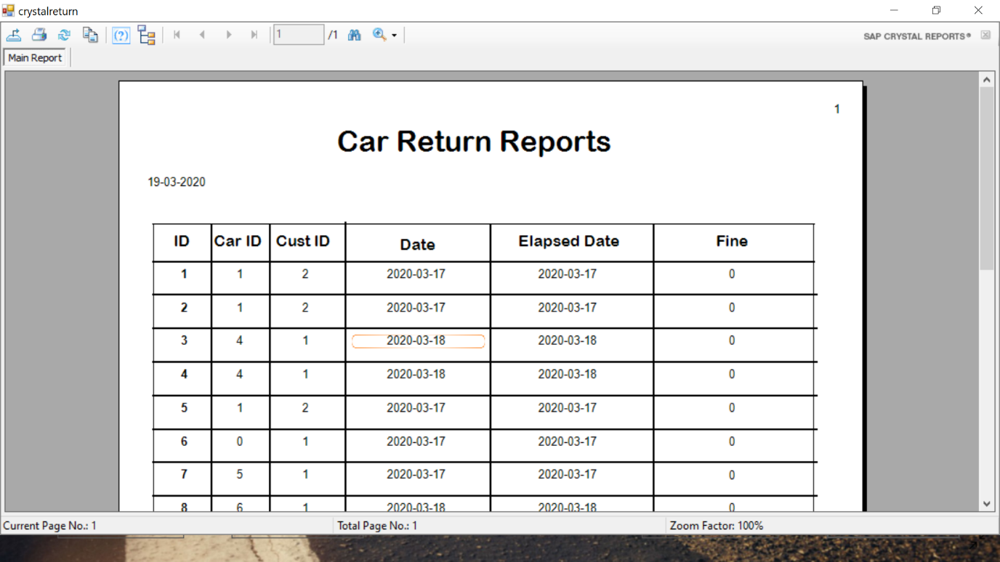 crystalreturn
1 /1 SAP CRYSTAL REPORTS®
Main Report
1
Car Return Reports
19-03-2020
ID Car ID Cust ID Date Elapsed Date Fine
1 1 2 2020-03-17 2020-03-17 0
2 1 2 2020-03-17 2020-03-17 0
3 4 1 2020-03-18 2020-03-18 0
4 4 1 2020-03-18 2020-03-18 0
5 1 2 2020-03-17 2020-03-17 0
6 0 1 2020-03-17 2020-03-17 0
7 5 1 2020-03-17 2020-03-17 0
8 6 1 2020-03-18 2020-03-18 0
Current Page No.: 1 Total Page No.: 1 Zoom Factor: 100%